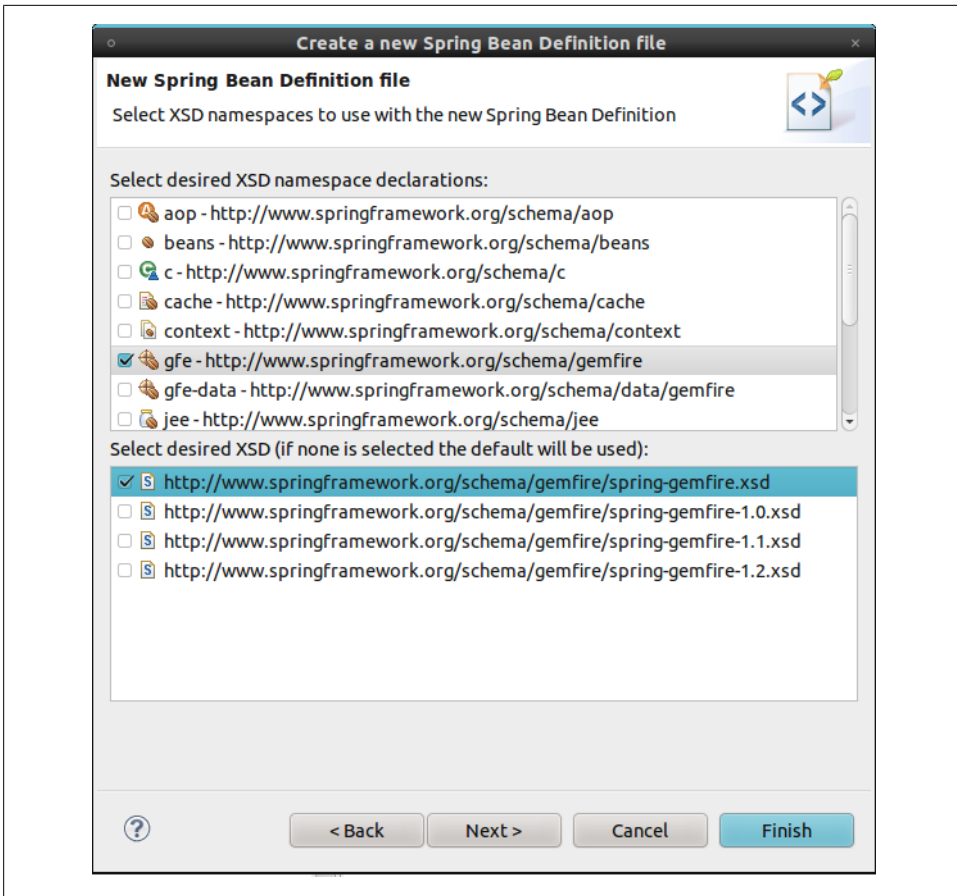 Create a new Spring Bean Definition file
New Spring Bean Definition file
Select XSD namespaces to use with the new Spring Bean Definition
Select desired XSD namespace declarations:
aop - http://www.springframework.org/schema/aop
beans - http://www.springframework.org/schema/beans
c - http://www.springframework.org/schema/c
cache - http://www.springframework.org/schema/cache
context - http://www.springframework.org/schema/context
gfe - http://www.springframework.org/schema/gemfire
gfe-data - http://www.springframework.org/schema/data/gemfire
jee - http://www.springframework.org/schema/jee
Select desired XSD (if none is selected the default will be used):
http://www.springframework.org/schema/gemfire/spring-gemfire.xsd
http://www.springframework.org/schema/gemfire/spring-gemfire-1.0.xsd
http://www.springframework.org/schema/gemfire/spring-gemfire-1.1.xsd
http://www.springframework.org/schema/gemfire/spring-gemfire-1.2.xsd
< Back Next > Cancel Finish